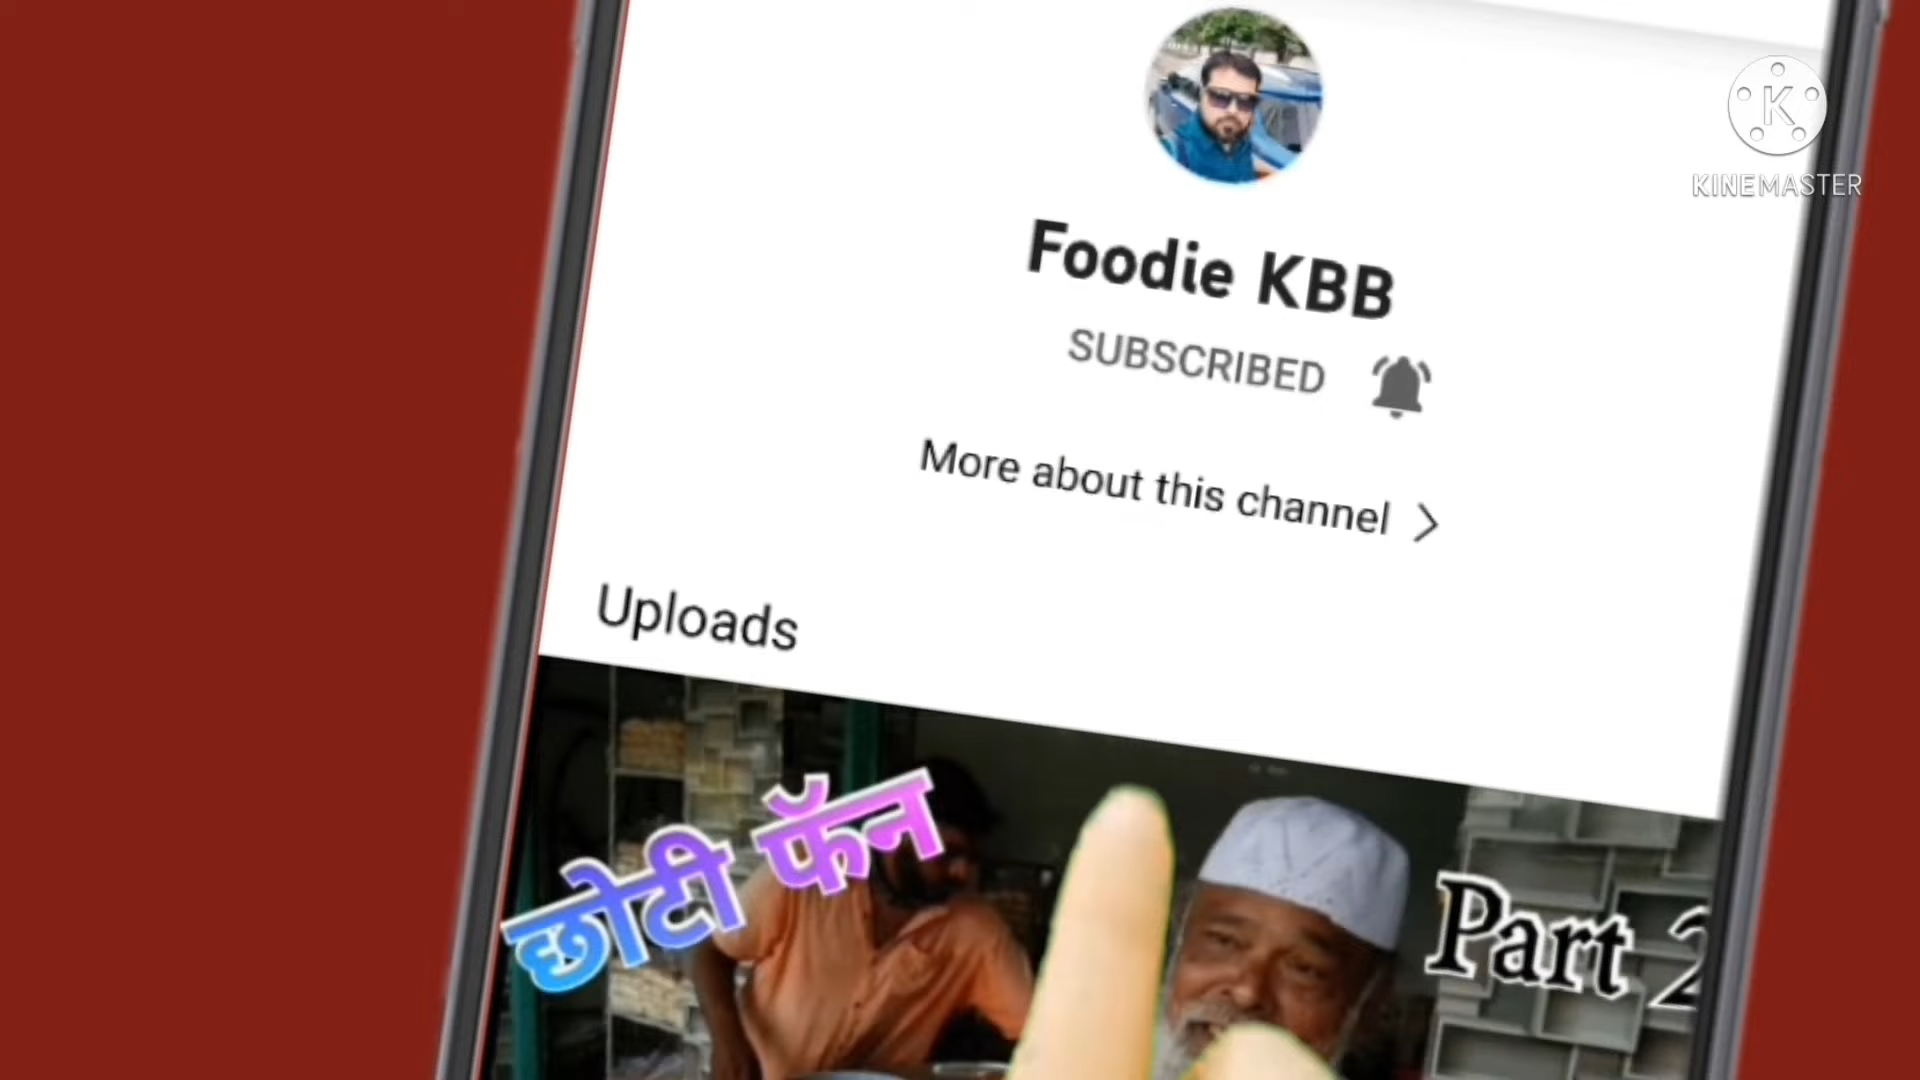 K
KINEMASTER
Foodie KBB
SUBSCRIBED
More about this channel
Uploads
छोटी फॅन
Part 2